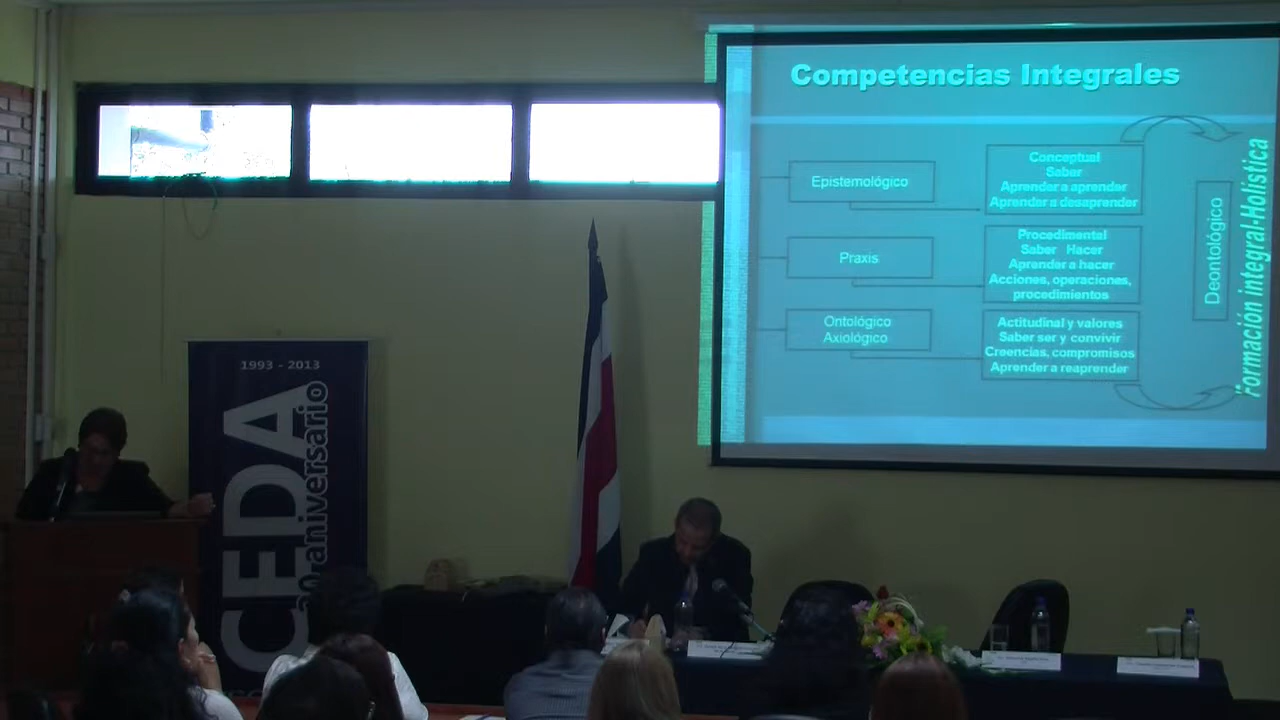 Competencias Integrales
Epistemológico
Conceptual
Saber
Aprender a aprender
Aprender a desaprender
Praxis
Procedimental
Saber Hacer
Aprender a hacer
Acciones, operaciones,
procedimientos
Ontológico
Axiológico
Actitudinal y valores
Saber ser y convivir
Creencias, compromisos
Aprender a reaprender
Deontológico
Formación integral-Holística
1993 - 2013
CEDA
20 aniversario